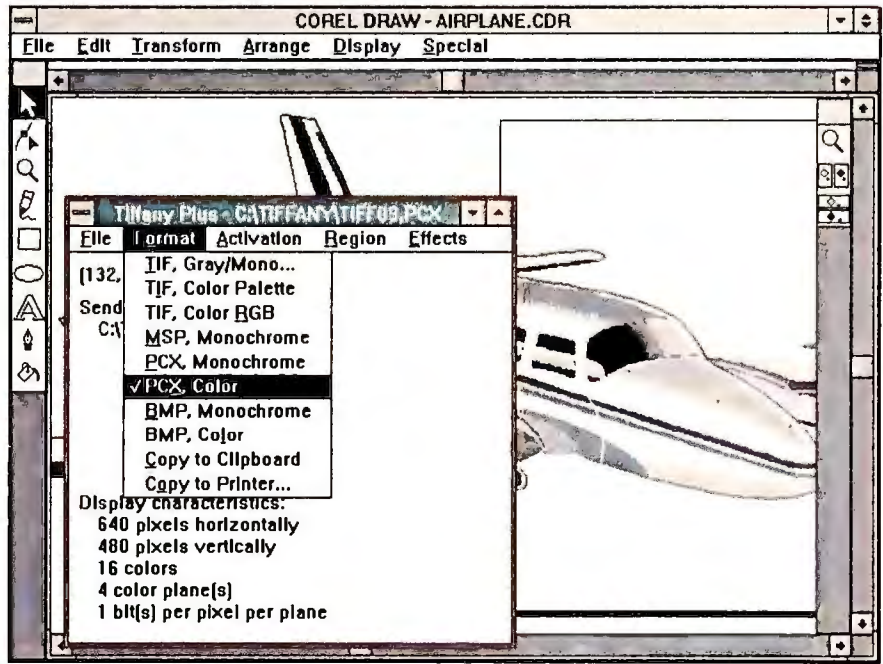 COREL DRAW - AIRPLANE.CDR
File Edit Transform Arrange Display Special
Tiffany Plus - C:\TIFFANY\TIFF09.PCX
File Format Activation Region Effects
(132,
Send
C:\
TIF, Gray/Mono...
TIF, Color Palette
TIF, Color RGB
MSP, Monochrome
PCX, Monochrome
✓PCX, Color
BMP, Monochrome
BMP, Color
Copy to Clipboard
Copy to Printer...
Display characteristics:
640 pixels horizontally
480 pixels vertically
16 colors
4 color plane(s)
1 bit(s) per pixel per plane